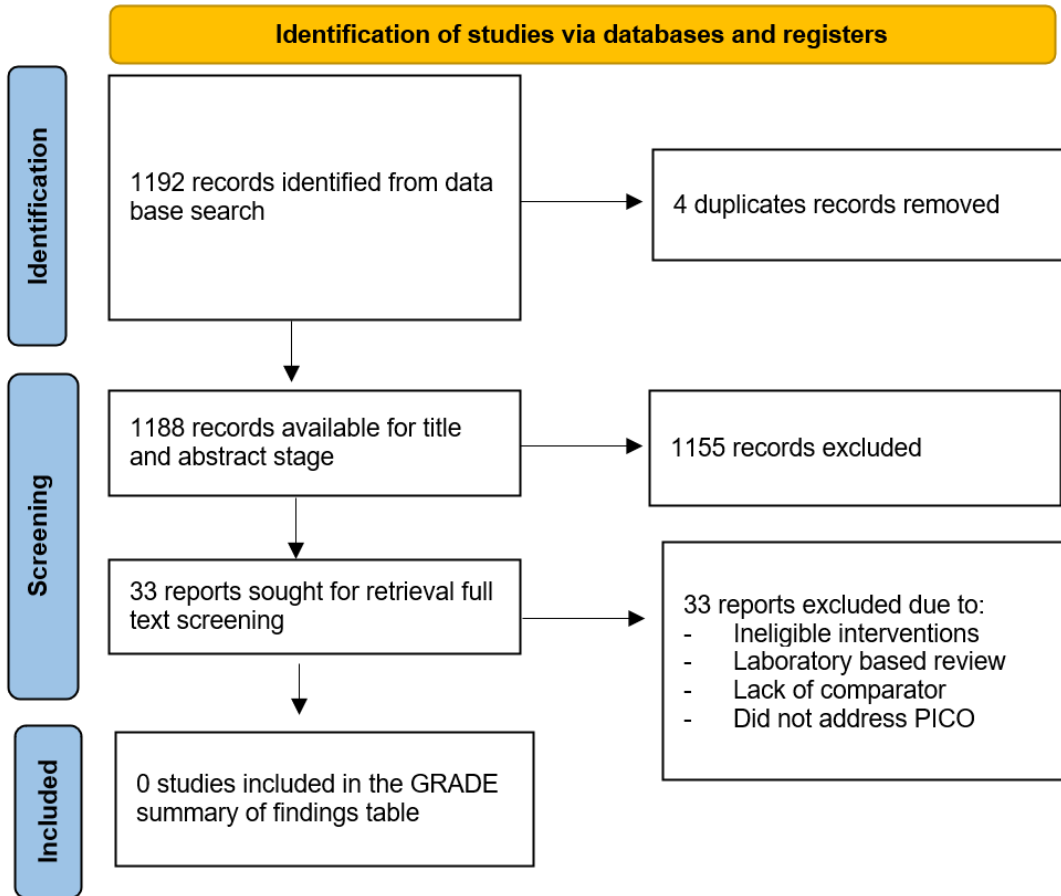 Identification of studies via databases and registers
Identification
1192 records identified from data
base search
4 duplicates records removed
Screening
1188 records available for title
and abstract stage
1155 records excluded
33 reports sought for retrieval full
text screening
33 reports excluded due to:
- Ineligible interventions
- Laboratory based review
- Lack of comparator
- Did not address PICO
Included
0 studies included in the GRADE
summary of findings table